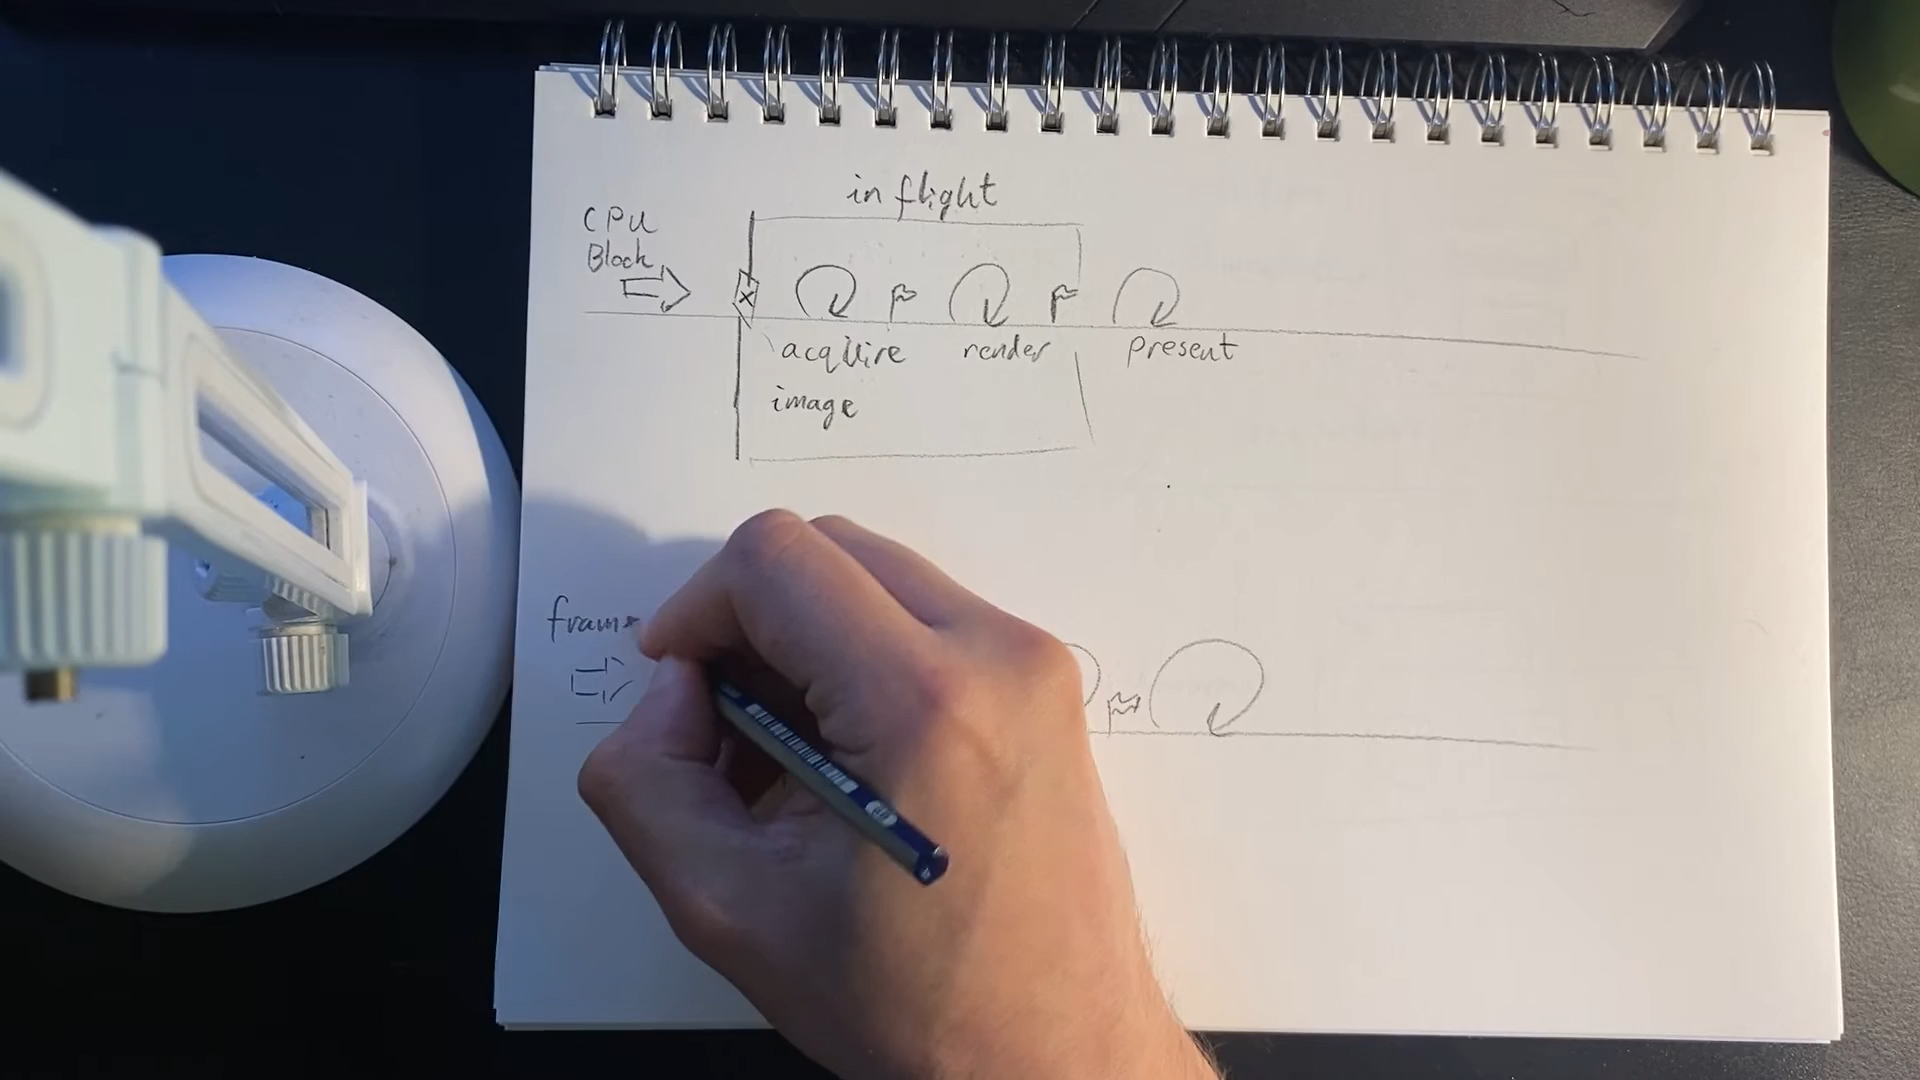 in flight
CPU
Block
x
acquire render present
image
frame